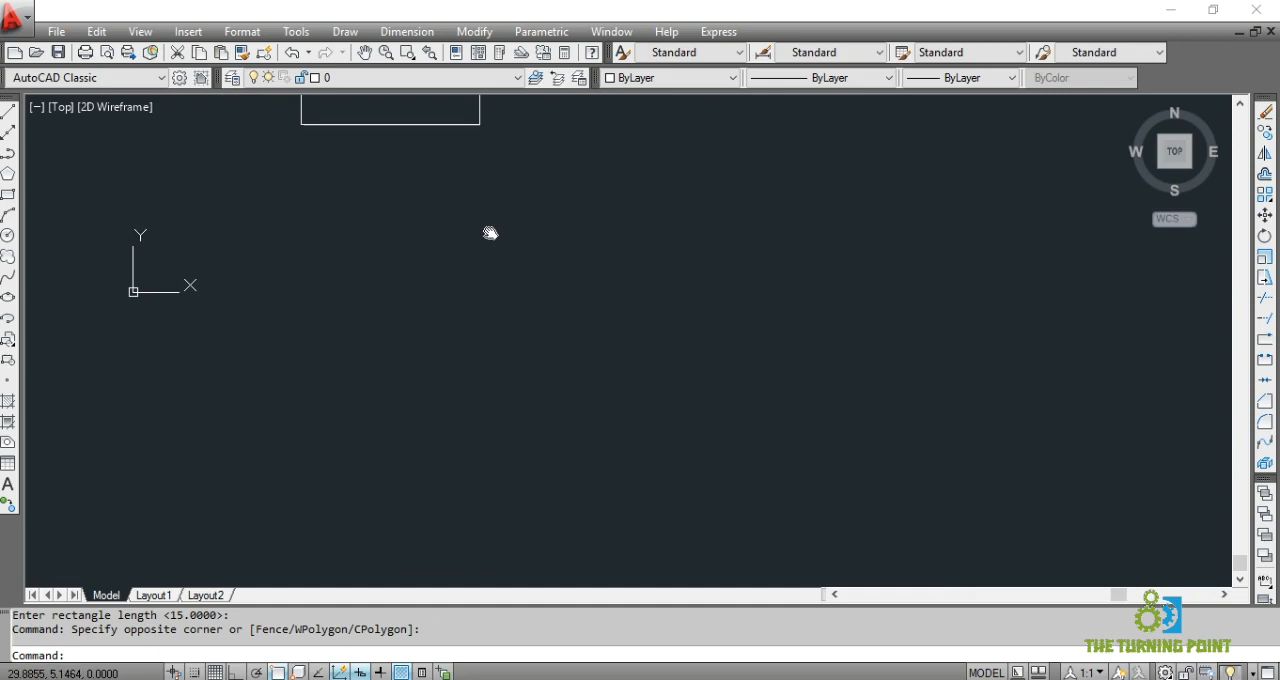 File Edit View Insert Format Tools Draw Dimension Modify Parametric Window Help Express
Standard Standard Standard Standard
AutoCAD Classic 0 ByLayer ByLayer ByLayer ByColor
[−] [Top] [2D Wireframe]
N
W TOP E
S
WCS
Y
X
A
Model Layout1 Layout2
Enter rectangle length <15.0000>:
Command: Specify opposite corner or [Fence/WPolygon/CPolygon]:
Command:
THE TURNING POINT
29.8855, 5.1464, 0.0000 MODEL 1:1